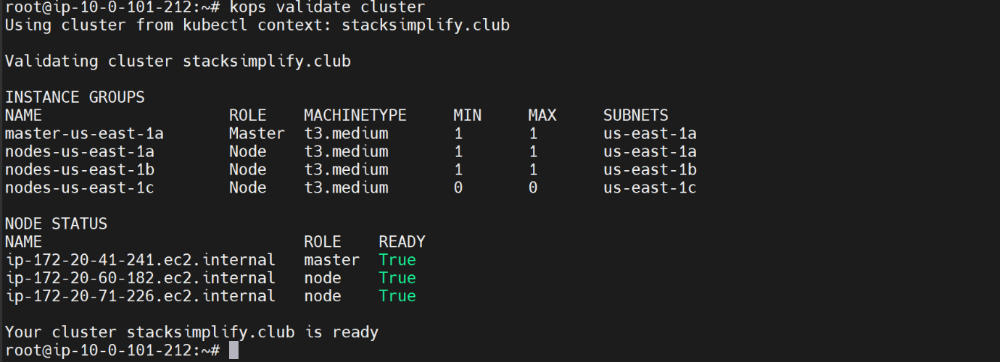 root@ip-10-0-101-212:~# kops validate cluster
Using cluster from kubectl context: stacksimplify.club
Validating cluster stacksimplify.club
INSTANCE GROUPS
NAME ROLE MACHINETYPE MIN MAX SUBNETS
master-us-east-1a Master t3.medium 1 1 us-east-1a
nodes-us-east-1a Node t3.medium 1 1 us-east-1a
nodes-us-east-1b Node t3.medium 1 1 us-east-1b
nodes-us-east-1c Node t3.medium 0 0 us-east-1c
NODE STATUS
NAME ROLE READY
ip-172-20-41-241.ec2.internal master True
ip-172-20-60-182.ec2.internal node True
ip-172-20-71-226.ec2.internal node True
Your cluster stacksimplify.club is ready
root@ip-10-0-101-212:~#